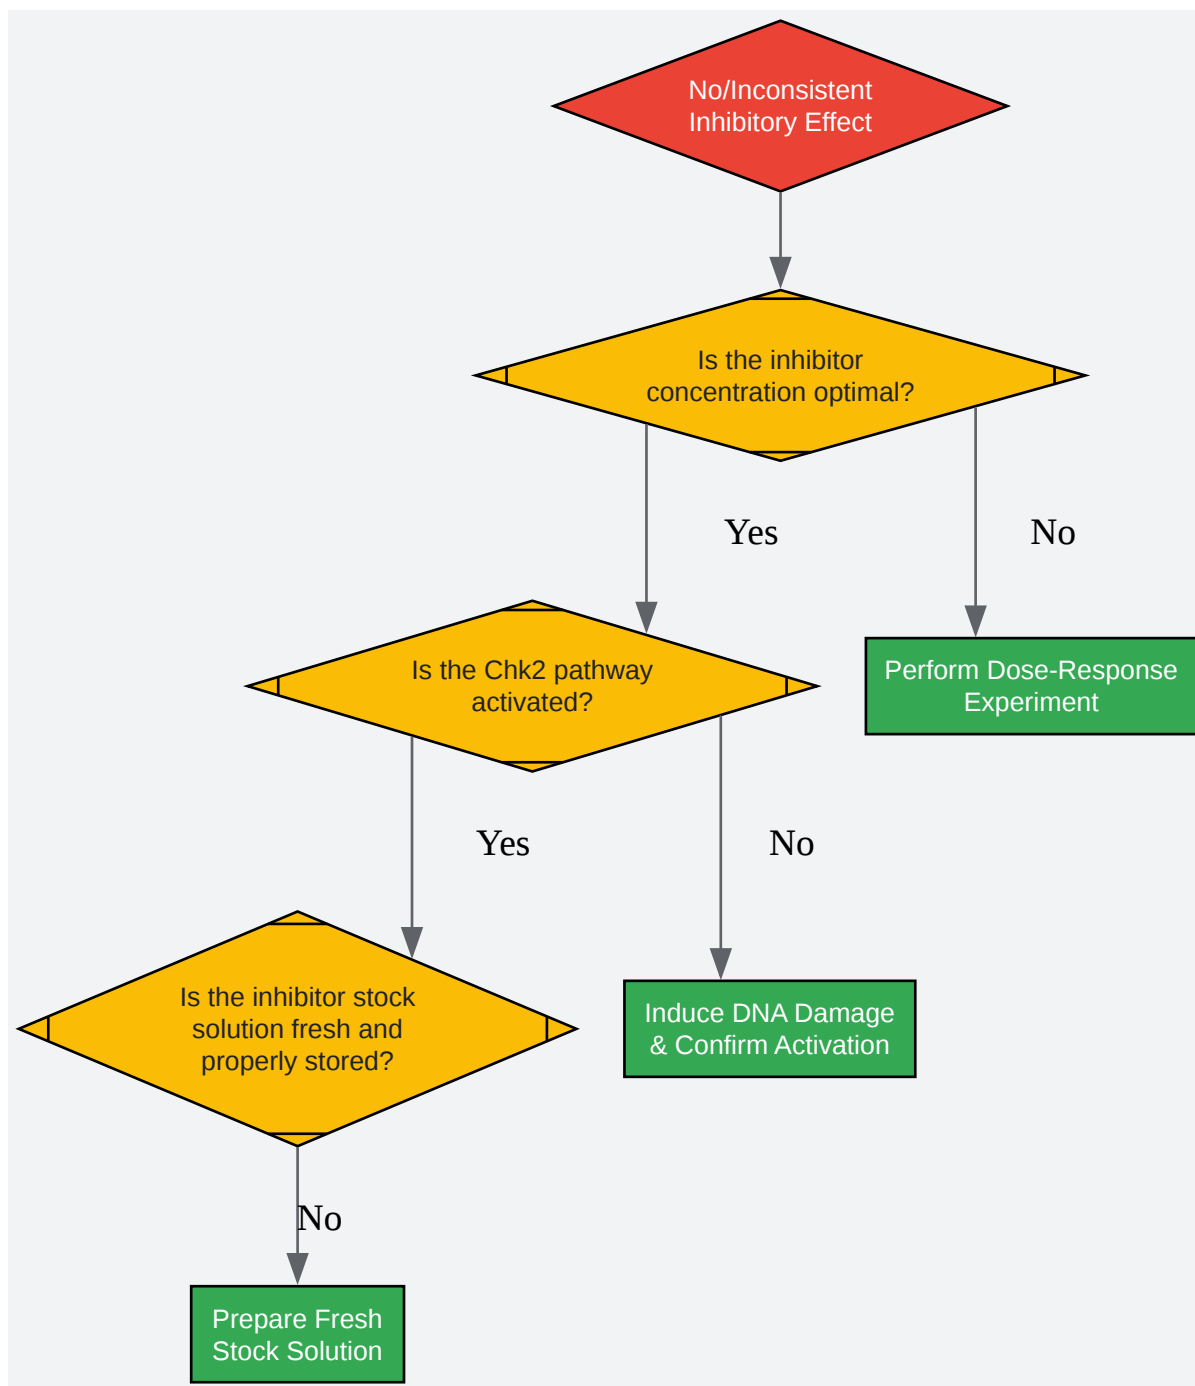 No/Inconsistent
Inhibitory Effect
Is the inhibitor
concentration optimal?
Yes
No
Is the Chk2 pathway
activated?
Perform Dose-Response
Experiment
Yes
No
Is the inhibitor stock
solution fresh and
properly stored?
Induce DNA Damage
& Confirm Activation
No
Prepare Fresh
Stock Solution